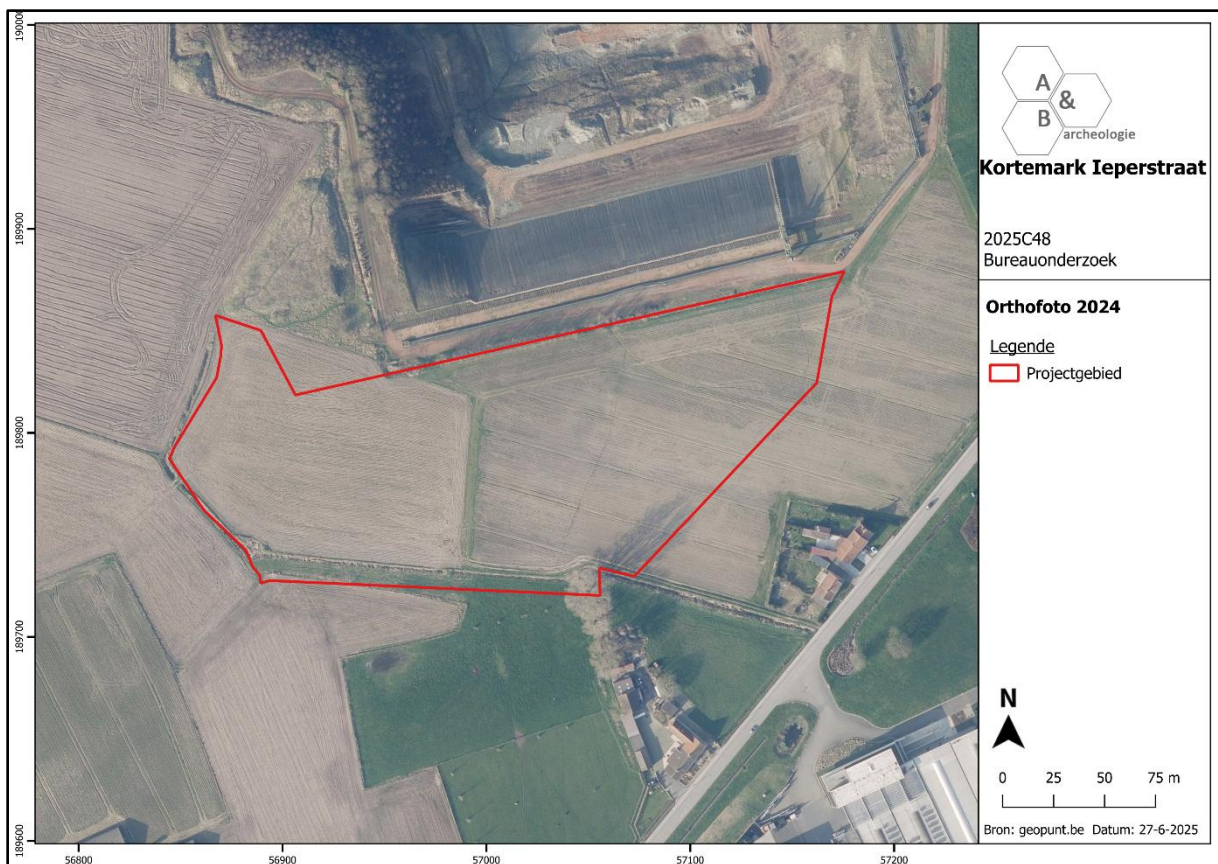 A
&
B
archeologie
Kortemark Ieperstraat
2025C48
Bureauonderzoek
Orthofoto 2024
Legende
Projectgebied
N
0 25 50 75 m
Bron: geopunt.be Datum: 27-6-2025
190000
189900
189800
189700
189600
56800 56900 57000 57100 57200